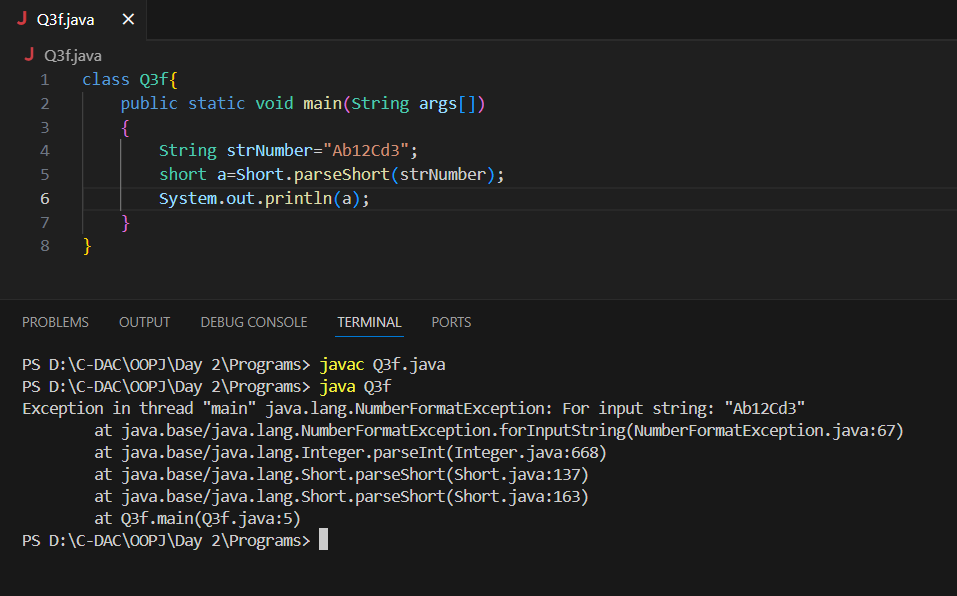 J Q3f.java ×
J Q3f.java
1 class Q3f{
2     public static void main(String args[])
3     {
4         String strNumber="Ab12Cd3";
5         short a=Short.parseShort(strNumber);
6         System.out.println(a);
7     }
8 }
PROBLEMS OUTPUT DEBUG CONSOLE TERMINAL PORTS
PS D:\C-DAC\OOPJ\Day 2\Programs> javac Q3f.java
PS D:\C-DAC\OOPJ\Day 2\Programs> java Q3f
Exception in thread "main" java.lang.NumberFormatException: For input string: "Ab12Cd3"
        at java.base/java.lang.NumberFormatException.forInputString(NumberFormatException.java:67)
        at java.base/java.lang.Integer.parseInt(Integer.java:668)
        at java.base/java.lang.Short.parseShort(Short.java:137)
        at java.base/java.lang.Short.parseShort(Short.java:163)
        at Q3f.main(Q3f.java:5)
PS D:\C-DAC\OOPJ\Day 2\Programs>